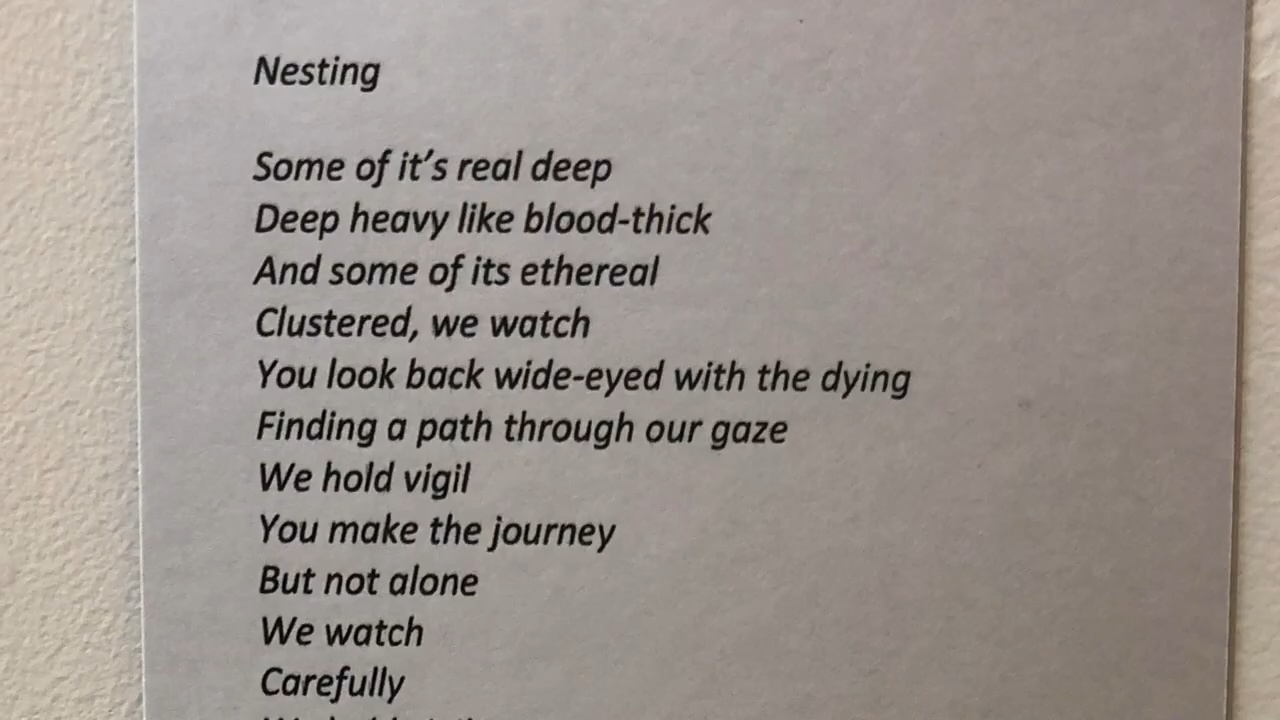 Nesting
Some of it’s real deep
Deep heavy like blood-thick
And some of its ethereal
Clustered, we watch
You look back wide-eyed with the dying
Finding a path through our gaze
We hold vigil
You make the journey
But not alone
We watch
Carefully